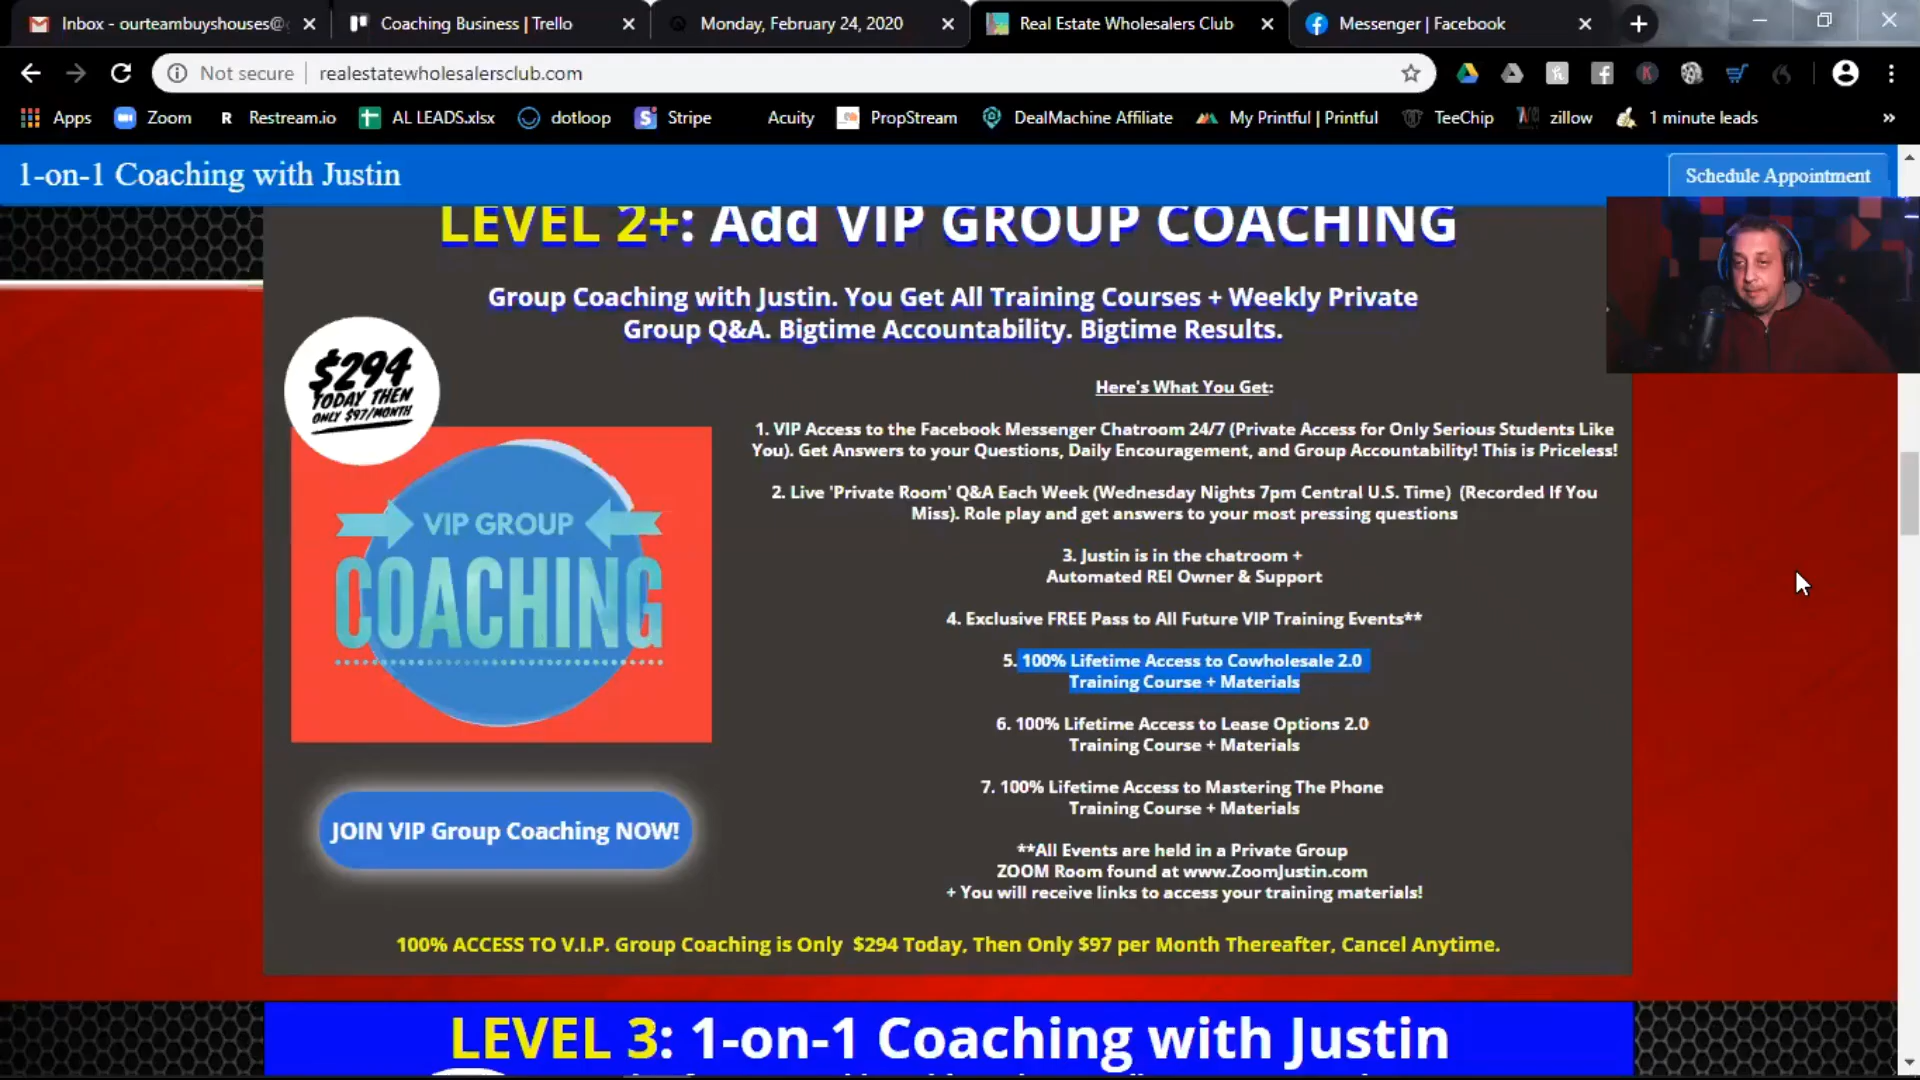 Inbox - ourteambuyshouses@
Coaching Business | Trello
Monday, February 24, 2020
Real Estate Wholesalers Club
Messenger | Facebook
Not secure
realestatewholesalersclub.com
Apps
Zoom
R Restream.io
AL LEADS.xlsx
dotloop
S Stripe
Acuity
PropStream
DealMachine Affiliate
My Printful | Printful
TeeChip
zillow
1 minute leads
»
1-on-1 Coaching with Justin
Schedule Appointment
LEVEL 2+: Add VIP GROUP COACHING
Group Coaching with Justin. You Get All Training Courses + Weekly Private
Group Q&A. Bigtime Accountability. Bigtime Results.
$294
TODAY THEN
ONLY $97/MONTH
VIP GROUP
COACHING
JOIN VIP Group Coaching NOW!
Here's What You Get:
1. VIP Access to the Facebook Messenger Chatroom 24/7 (Private Access for Only Serious Students Like
You). Get Answers to your Questions, Daily Encouragement, and Group Accountability! This is Priceless!
2. Live 'Private Room' Q&A Each Week (Wednesday Nights 7pm Central U.S. Time) (Recorded If You
Miss). Role play and get answers to your most pressing questions
3. Justin is in the chatroom +
Automated REI Owner & Support
4. Exclusive FREE Pass to All Future VIP Training Events**
5. 100% Lifetime Access to Cowholesale 2.0
Training Course + Materials
6. 100% Lifetime Access to Lease Options 2.0
Training Course + Materials
7. 100% Lifetime Access to Mastering The Phone
Training Course + Materials
**All Events are held in a Private Group
ZOOM Room found at www.ZoomJustin.com
+ You will receive links to access your training materials!
100% ACCESS TO V.I.P. Group Coaching is Only $294 Today, Then Only $97 per Month Thereafter, Cancel Anytime.
LEVEL 3: 1-on-1 Coaching with Justin